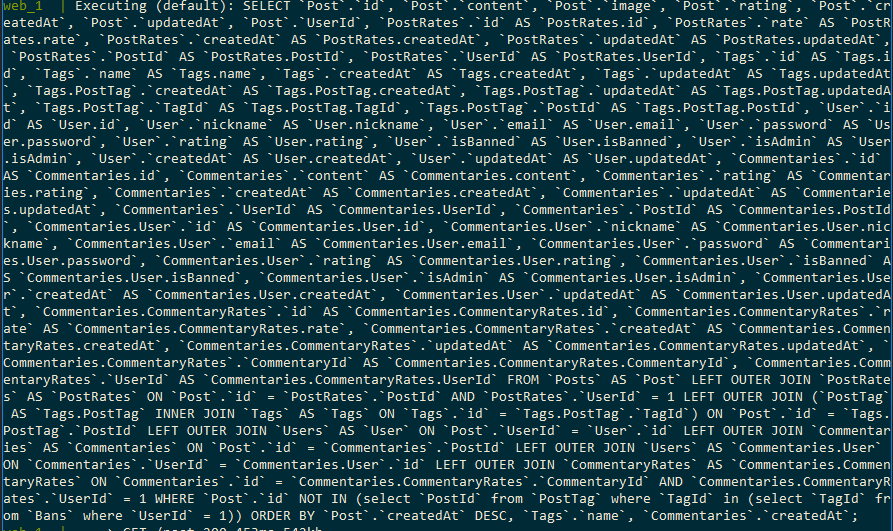 web_1  | Executing (default): SELECT `Post`.`id`, `Post`.`content`, `Post`.`image`, `Post`.`rating`, `Post`.`cr
eatedAt`, `Post`.`updatedAt`, `Post`.`UserId`, `PostRates`.`id` AS `PostRates.id`, `PostRates`.`rate` AS `PostR
ates.rate`, `PostRates`.`createdAt` AS `PostRates.createdAt`, `PostRates`.`updatedAt` AS `PostRates.updatedAt`,
`PostRates`.`PostId` AS `PostRates.PostId`, `PostRates`.`UserId` AS `PostRates.UserId`, `Tags`.`id` AS `Tags.i
d`, `Tags`.`name` AS `Tags.name`, `Tags`.`createdAt` AS `Tags.createdAt`, `Tags`.`updatedAt` AS `Tags.updatedAt
`, `Tags.PostTag`.`createdAt` AS `Tags.PostTag.createdAt`, `Tags.PostTag`.`updatedAt` AS `Tags.PostTag.updatedA
t`, `Tags.PostTag`.`TagId` AS `Tags.PostTag.TagId`, `Tags.PostTag`.`PostId` AS `Tags.PostTag.PostId`, `User`.`i
d` AS `User.id`, `User`.`nickname` AS `User.nickname`, `User`.`email` AS `User.email`, `User`.`password` AS `Us
er.password`, `User`.`rating` AS `User.rating`, `User`.`isBanned` AS `User.isBanned`, `User`.`isAdmin` AS `User
.isAdmin`, `User`.`createdAt` AS `User.createdAt`, `User`.`updatedAt` AS `User.updatedAt`, `Commentaries`.`id`
AS `Commentaries.id`, `Commentaries`.`content` AS `Commentaries.content`, `Commentaries`.`rating` AS `Commentar
ies.rating`, `Commentaries`.`createdAt` AS `Commentaries.createdAt`, `Commentaries`.`updatedAt` AS `Commentarie
s.updatedAt`, `Commentaries`.`UserId` AS `Commentaries.UserId`, `Commentaries`.`PostId` AS `Commentaries.PostId
`, `Commentaries.User`.`id` AS `Commentaries.User.id`, `Commentaries.User`.`nickname` AS `Commentaries.User.nic
kname`, `Commentaries.User`.`email` AS `Commentaries.User.email`, `Commentaries.User`.`password` AS `Commentari
es.User.password`, `Commentaries.User`.`rating` AS `Commentaries.User.rating`, `Commentaries.User`.`isBanned` A
S `Commentaries.User.isBanned`, `Commentaries.User`.`isAdmin` AS `Commentaries.User.isAdmin`, `Commentaries.Use
r`.`createdAt` AS `Commentaries.User.createdAt`, `Commentaries.User`.`updatedAt` AS `Commentaries.User.updatedA
t`, `Commentaries.CommentaryRates`.`id` AS `Commentaries.CommentaryRates.id`, `Commentaries.CommentaryRates`.`r
ate` AS `Commentaries.CommentaryRates.rate`, `Commentaries.CommentaryRates`.`createdAt` AS `Commentaries.Commen
taryRates.createdAt`, `Commentaries.CommentaryRates`.`updatedAt` AS `Commentaries.CommentaryRates.updatedAt`, `
Commentaries.CommentaryRates`.`CommentaryId` AS `Commentaries.CommentaryRates.CommentaryId`, `Commentaries.Comm
entaryRates`.`UserId` AS `Commentaries.CommentaryRates.UserId` FROM `Posts` AS `Post` LEFT OUTER JOIN `PostRate
s` AS `PostRates` ON `Post`.`id` = `PostRates`.`PostId` AND `PostRates`.`UserId` = 1 LEFT OUTER JOIN (`PostTag`
AS `Tags.PostTag` INNER JOIN `Tags` AS `Tags` ON `Tags`.`id` = `Tags.PostTag`.`TagId`) ON `Post`.`id` = `Tags.
PostTag`.`PostId` LEFT OUTER JOIN `Users` AS `User` ON `Post`.`UserId` = `User`.`id` LEFT OUTER JOIN `Commentar
ies` AS `Commentaries` ON `Post`.`id` = `Commentaries`.`PostId` LEFT OUTER JOIN `Users` AS `Commentaries.User`
ON `Commentaries`.`UserId` = `Commentaries.User`.`id` LEFT OUTER JOIN `CommentaryRates` AS `Commentaries.Commen
taryRates` ON `Commentaries`.`id` = `Commentaries.CommentaryRates`.`CommentaryId` AND `Commentaries.CommentaryR
ates`.`UserId` = 1 WHERE `Post`.`id` NOT IN (select `PostId` from `PostTag` where `TagId` in (select `TagId` fr
om `Bans` where `UserId` = 1)) ORDER BY `Post`.`createdAt` DESC, `Tags`.`name`, `Commentaries`.`createdAt`;